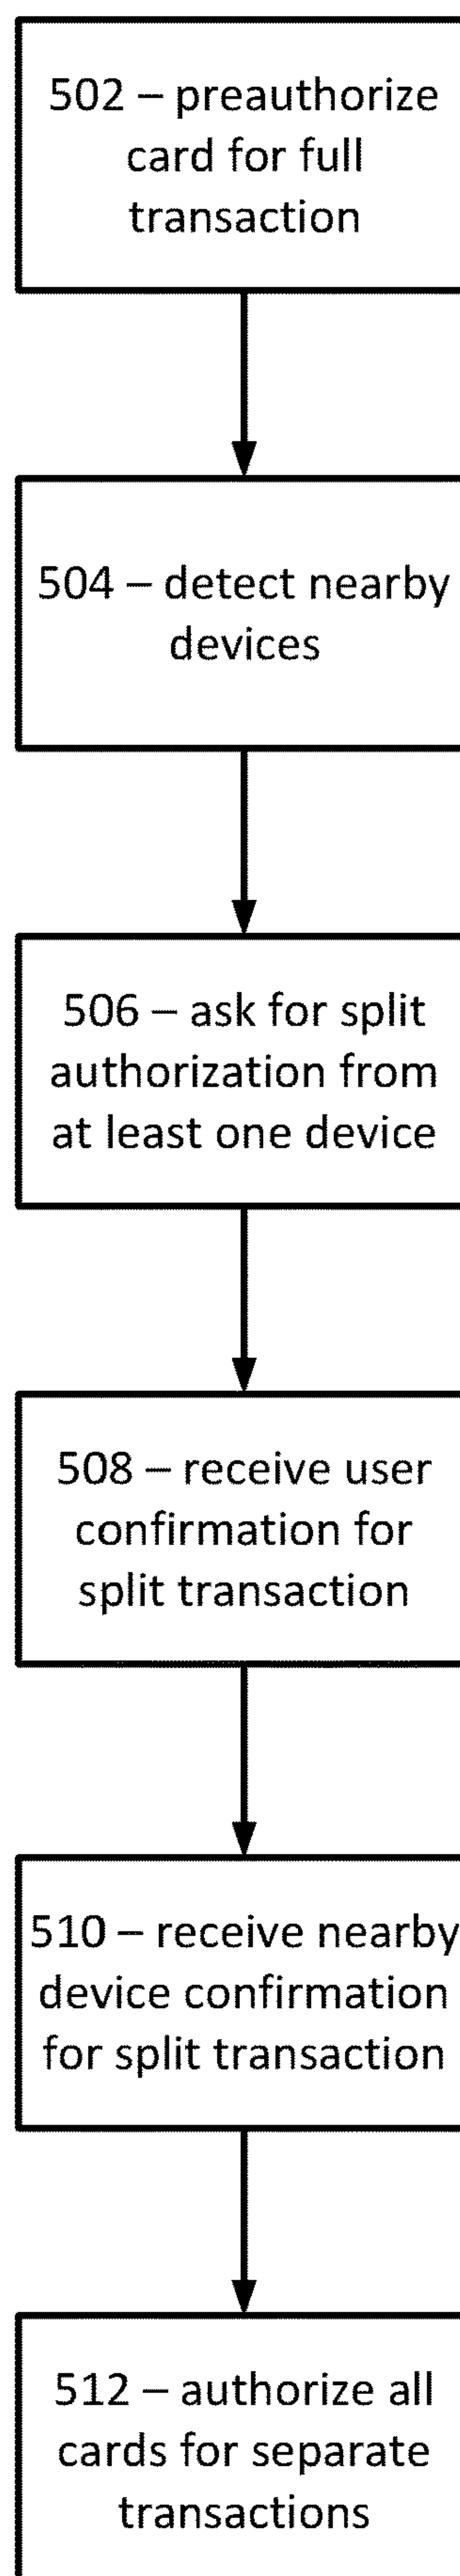 502 – preauthorize
card for full
transaction
504 – detect nearby
devices
506 – ask for split
authorization from
at least one device
508 – receive user
confirmation for
split transaction
510 – receive nearby
device confirmation
for split transaction
512 – authorize all
cards for separate
transactions